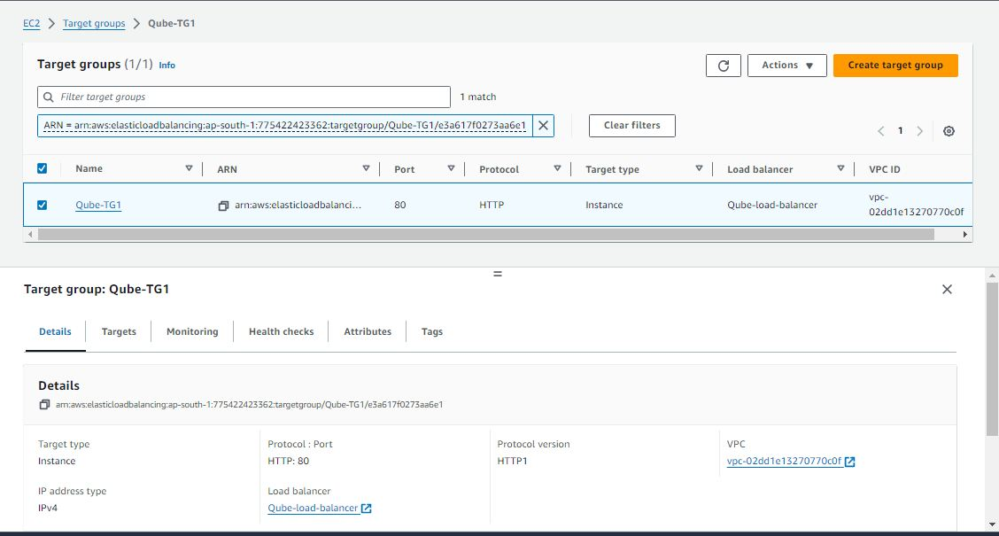 EC2 > Target groups > Qube-TG1
Target groups (1/1) Info
Actions ▼
Create target group
Filter target groups
1 match
ARN = arn:aws:elasticloadbalancing:ap-south-1:775422423362:targetgroup/Qube-TG1/e3a617f0273aa6e1
Clear filters
1
Name ARN Port Protocol Target type Load balancer VPC ID
Qube-TG1 arn:aws:elasticloadbalanci... 80 HTTP Instance Qube-load-balancer vpc-
02dd1e13270770c0f
Target group: Qube-TG1
Details Targets Monitoring Health checks Attributes Tags
Details
arn:aws:elasticloadbalancing:ap-south-1:775422423362:targetgroup/Qube-TG1/e3a617f0273aa6e1
Target type Protocol : Port Protocol version VPC
Instance HTTP: 80 HTTP1 vpc-02dd1e13270770c0f
IP address type Load balancer
IPv4 Qube-load-balancer